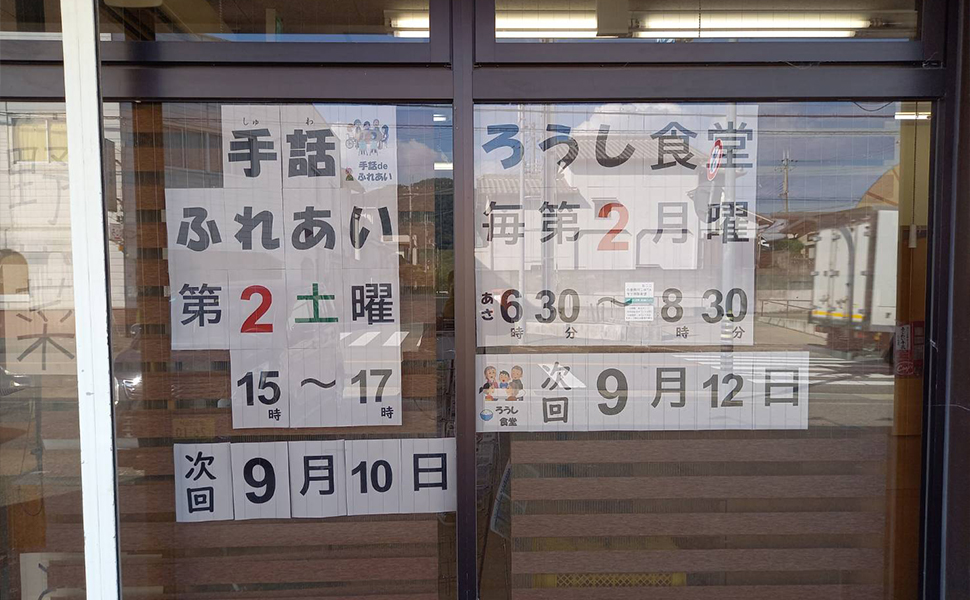 しゅわ
手話
手話de
ふれあい
ふれあい
第2土曜
15時〜17時
次回 9月10日
ろうし食堂
毎第2月曜
あさ6時30分〜8時30分
ろうし
食堂
次回 9月12日